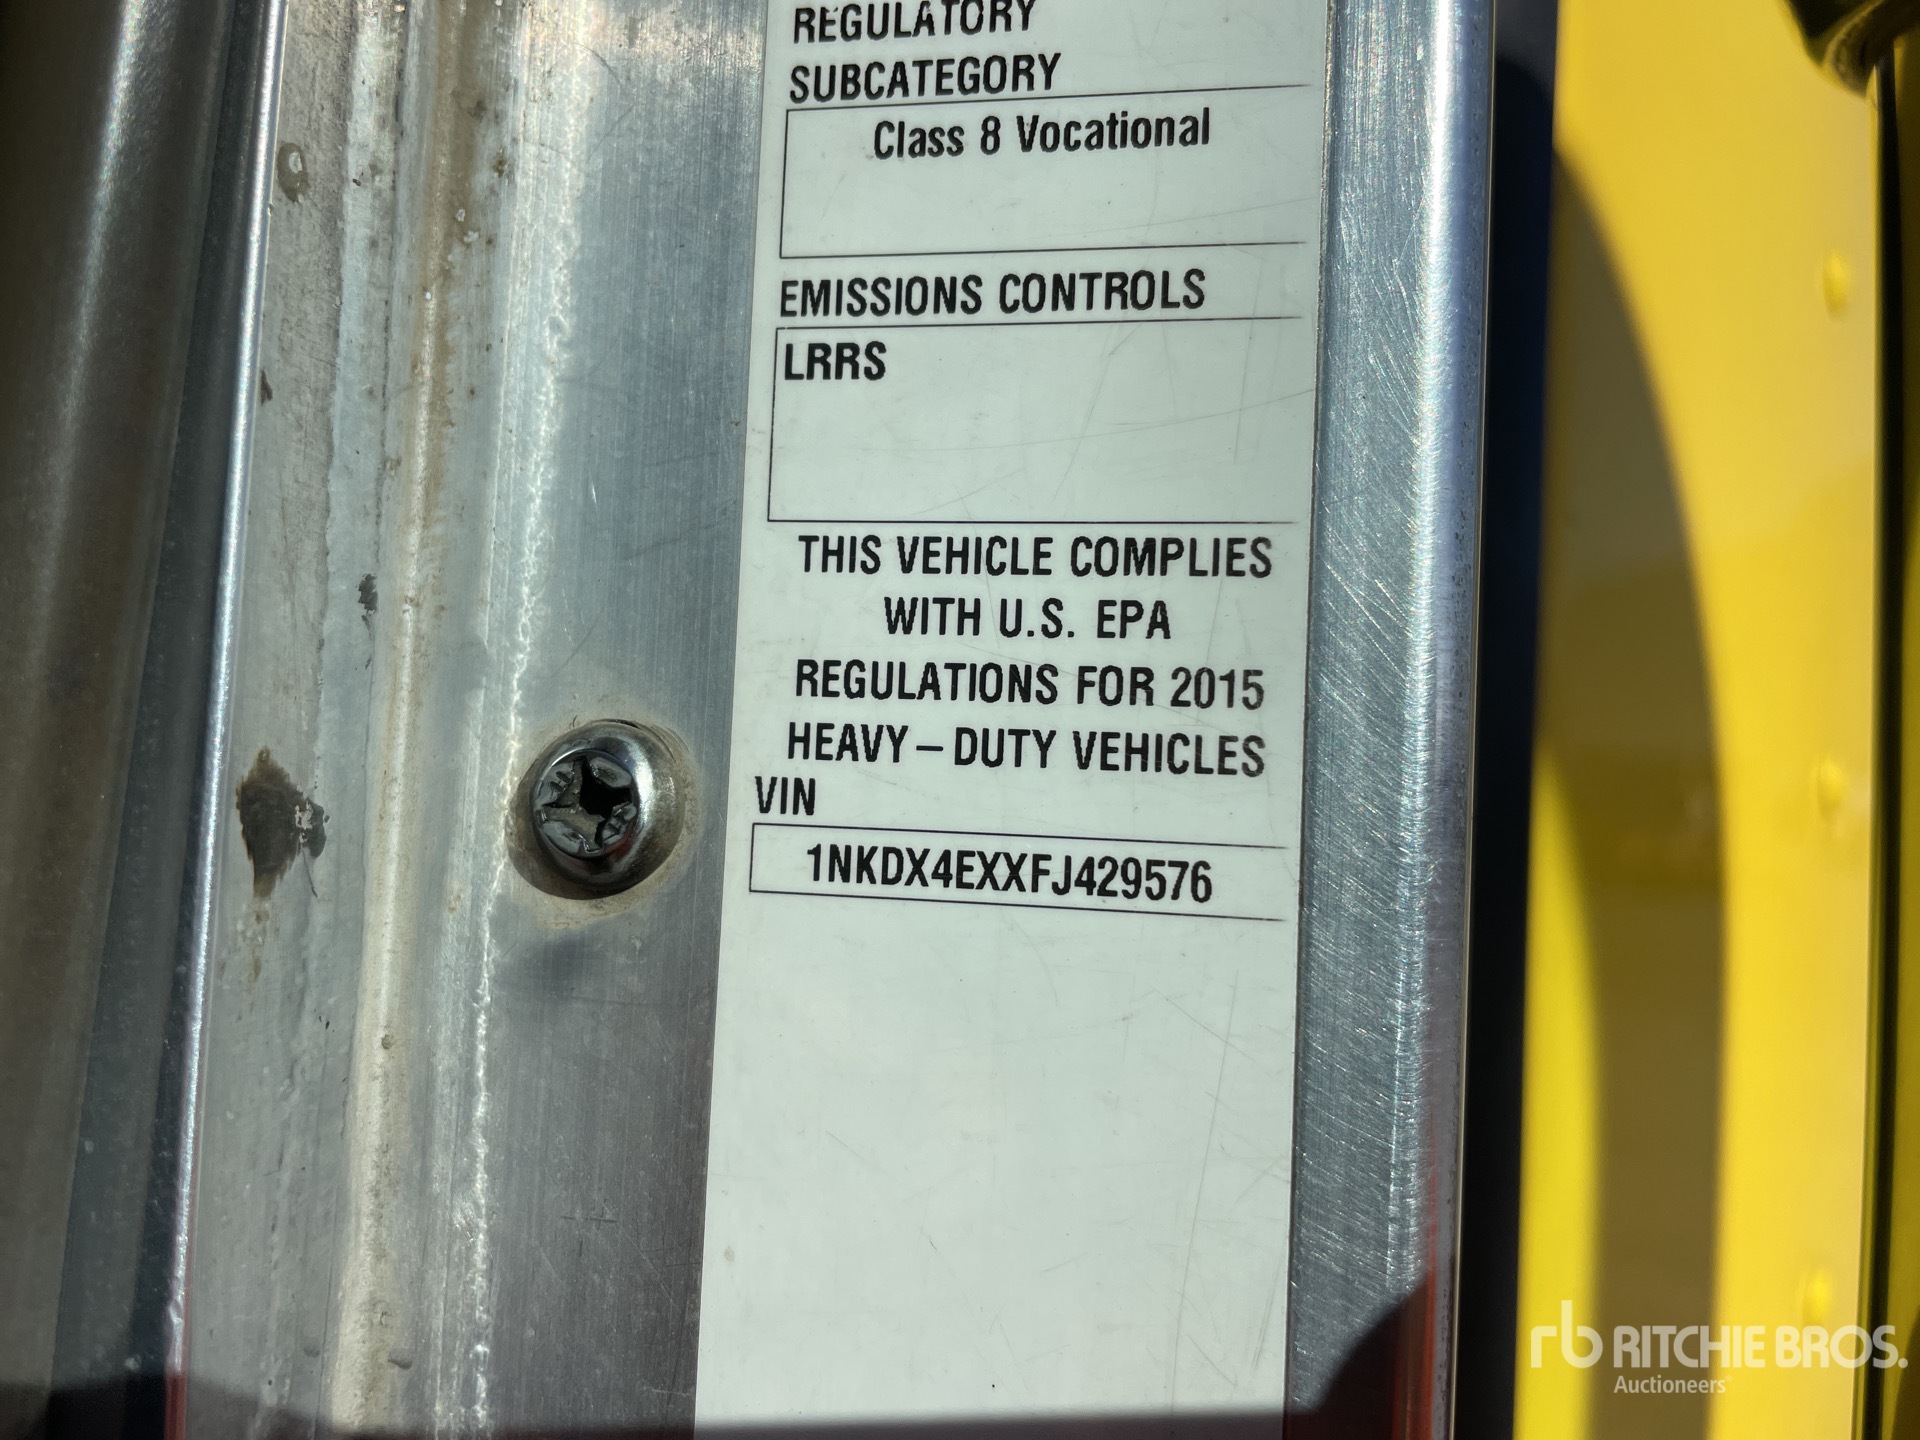 REGULATORY
SUBCATEGORY
Class 8 Vocational
EMISSIONS CONTROLS
LRRS
THIS VEHICLE COMPLIES
WITH U.S. EPA
REGULATIONS FOR 2015
HEAVY – DUTY VEHICLES
VIN
1NKDX4EXXFJ429576
rb RITCHIE BROS.
Auctioneers